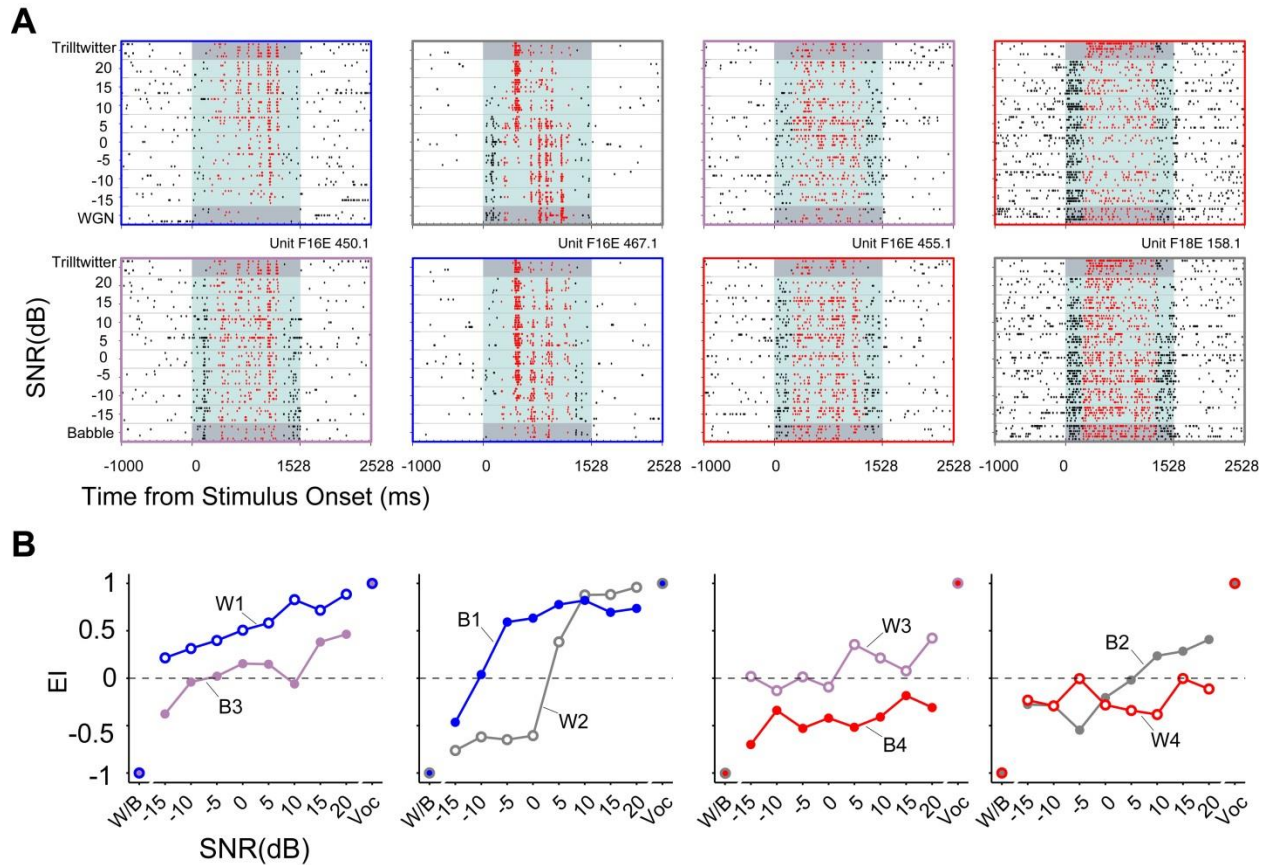 A
Trilltwitter
20
15
10
5
0
-5
-10
-15
WGN
SNR(dB)
Unit F16E 450.1
Unit F16E 467.1
Unit F16E 455.1
Unit F18E 158.1
Trilltwitter
20
15
10
5
0
-5
-10
-15
Babble
-1000 0 1528 2528
-1000 0 1528 2528
-1000 0 1528 2528
-1000 0 1528 2528
Time from Stimulus Onset (ms)
B
EI
1
0.5
0
-0.5
-1
W1
B3
B1
W2
W3
B4
B2
W4
W/B -15 -10 -5 0 5 10 15 20 Voc
W/B -15 -10 -5 0 5 10 15 20 Voc
W/B -15 -10 -5 0 5 10 15 20 Voc
W/B -15 -10 -5 0 5 10 15 20 Voc
SNR(dB)